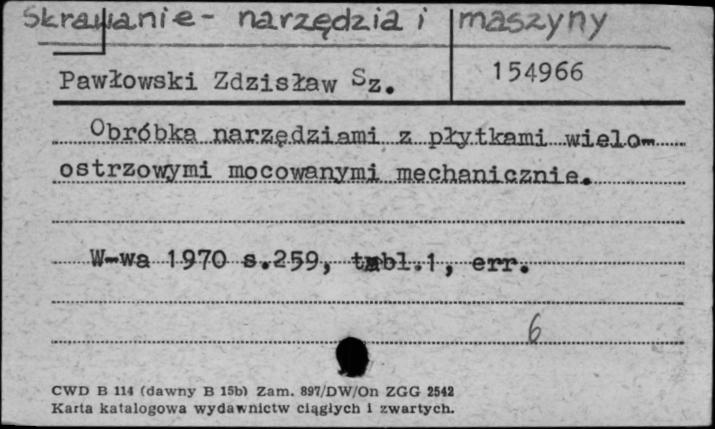 Skrawanie - narzędzia i maszyny
Pawłowski Zdzisław Sz. 154966
Obróbka narzędziami z płytkami wielo-
ostrzowymi mocowanymi mechanicznie.
W-wa 1970 s.259, tabl.1, err.
6
CWD B 114 (dawny B 15b) Zam. 897/DW/On ZGG 2542
Karta katalogowa wydawnictw ciągłych i zwartych.